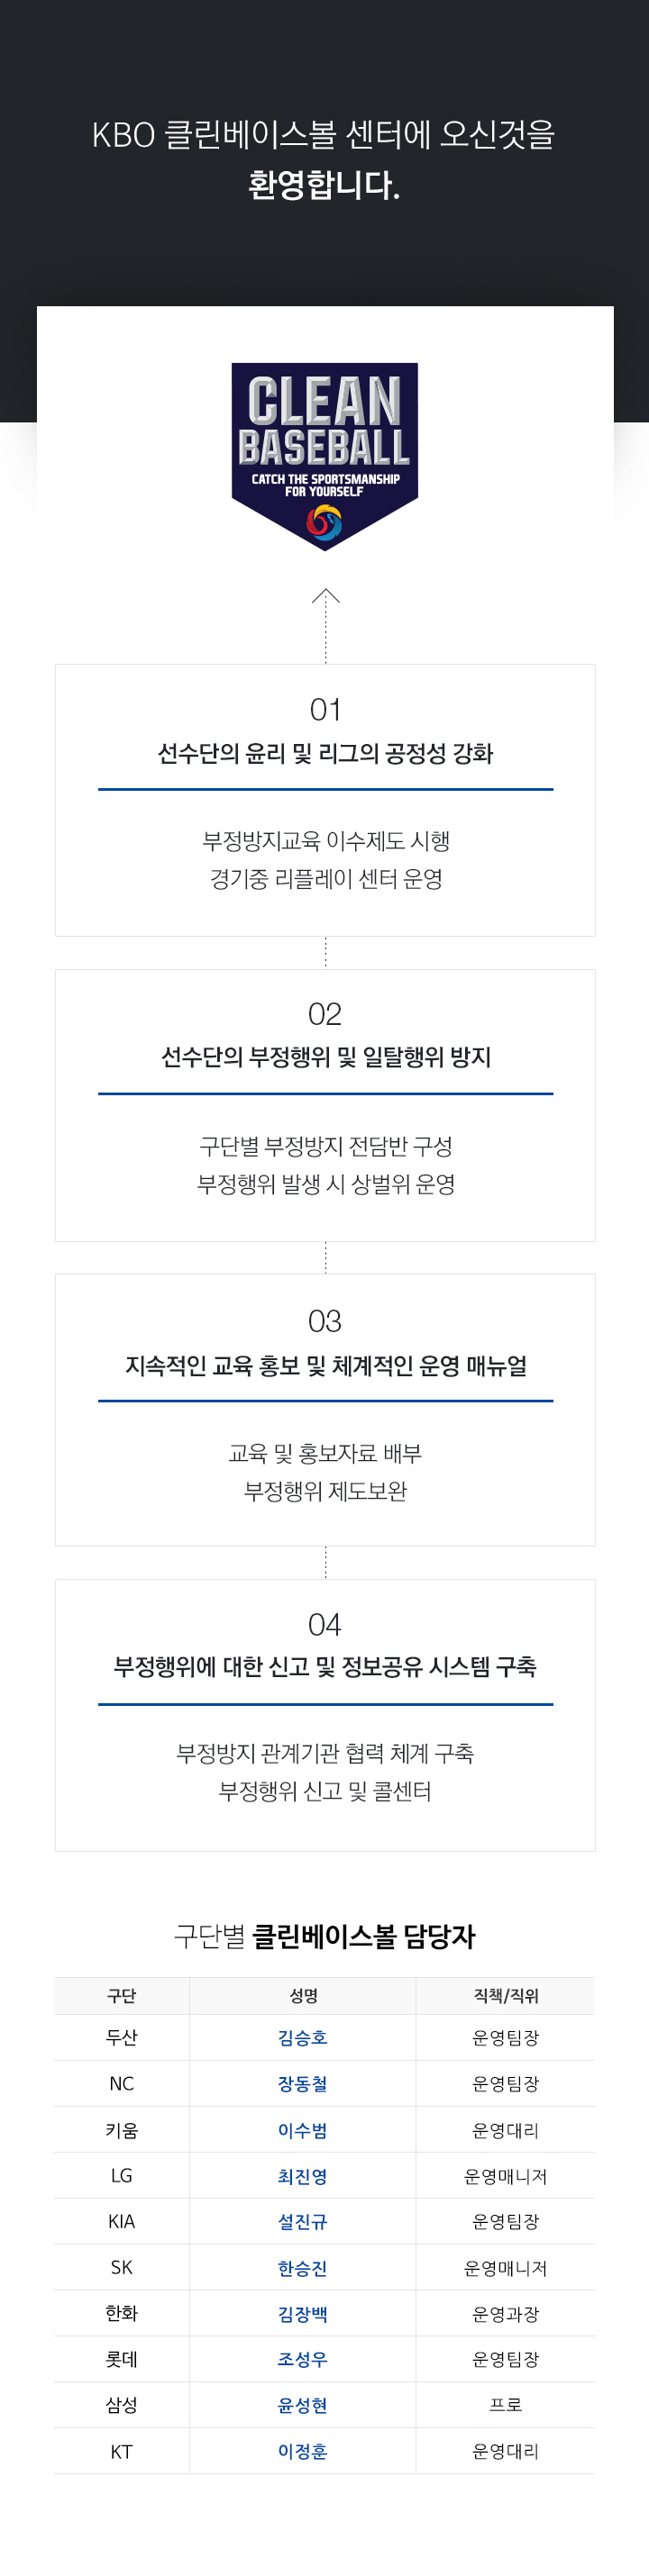 KBO 클린베이스볼 센터에 오신것을
환영합니다.
CLEAN
BASEBALL
CATCH THE SPORTSMANSHIP
FOR YOURSELF
01
선수단의 윤리 및 리그의 공정성 강화
부정방지교육 이수제도 시행
경기중 리플레이 센터 운영
02
선수단의 부정행위 및 일탈행위 방지
구단별 부정방지 전담반 구성
부정행위 발생 시 상벌위 운영
03
지속적인 교육 홍보 및 체계적인 운영 매뉴얼
교육 및 홍보자료 배부
부정행위 제도보완
04
부정행위에 대한 신고 및 정보공유 시스템 구축
부정방지 관계기관 협력 체계 구축
부정행위 신고 및 콜센터
구단별 클린베이스볼 담당자
구단 성명 직책/직위
두산 김승호 운영팀장
NC 장동철 운영팀장
키움 이수범 운영대리
LG 최진영 운영매니저
KIA 설진규 운영팀장
SK 한승진 운영매니저
한화 김장백 운영과장
롯데 조성우 운영팀장
삼성 윤성현 프로
KT 이정훈 운영대리